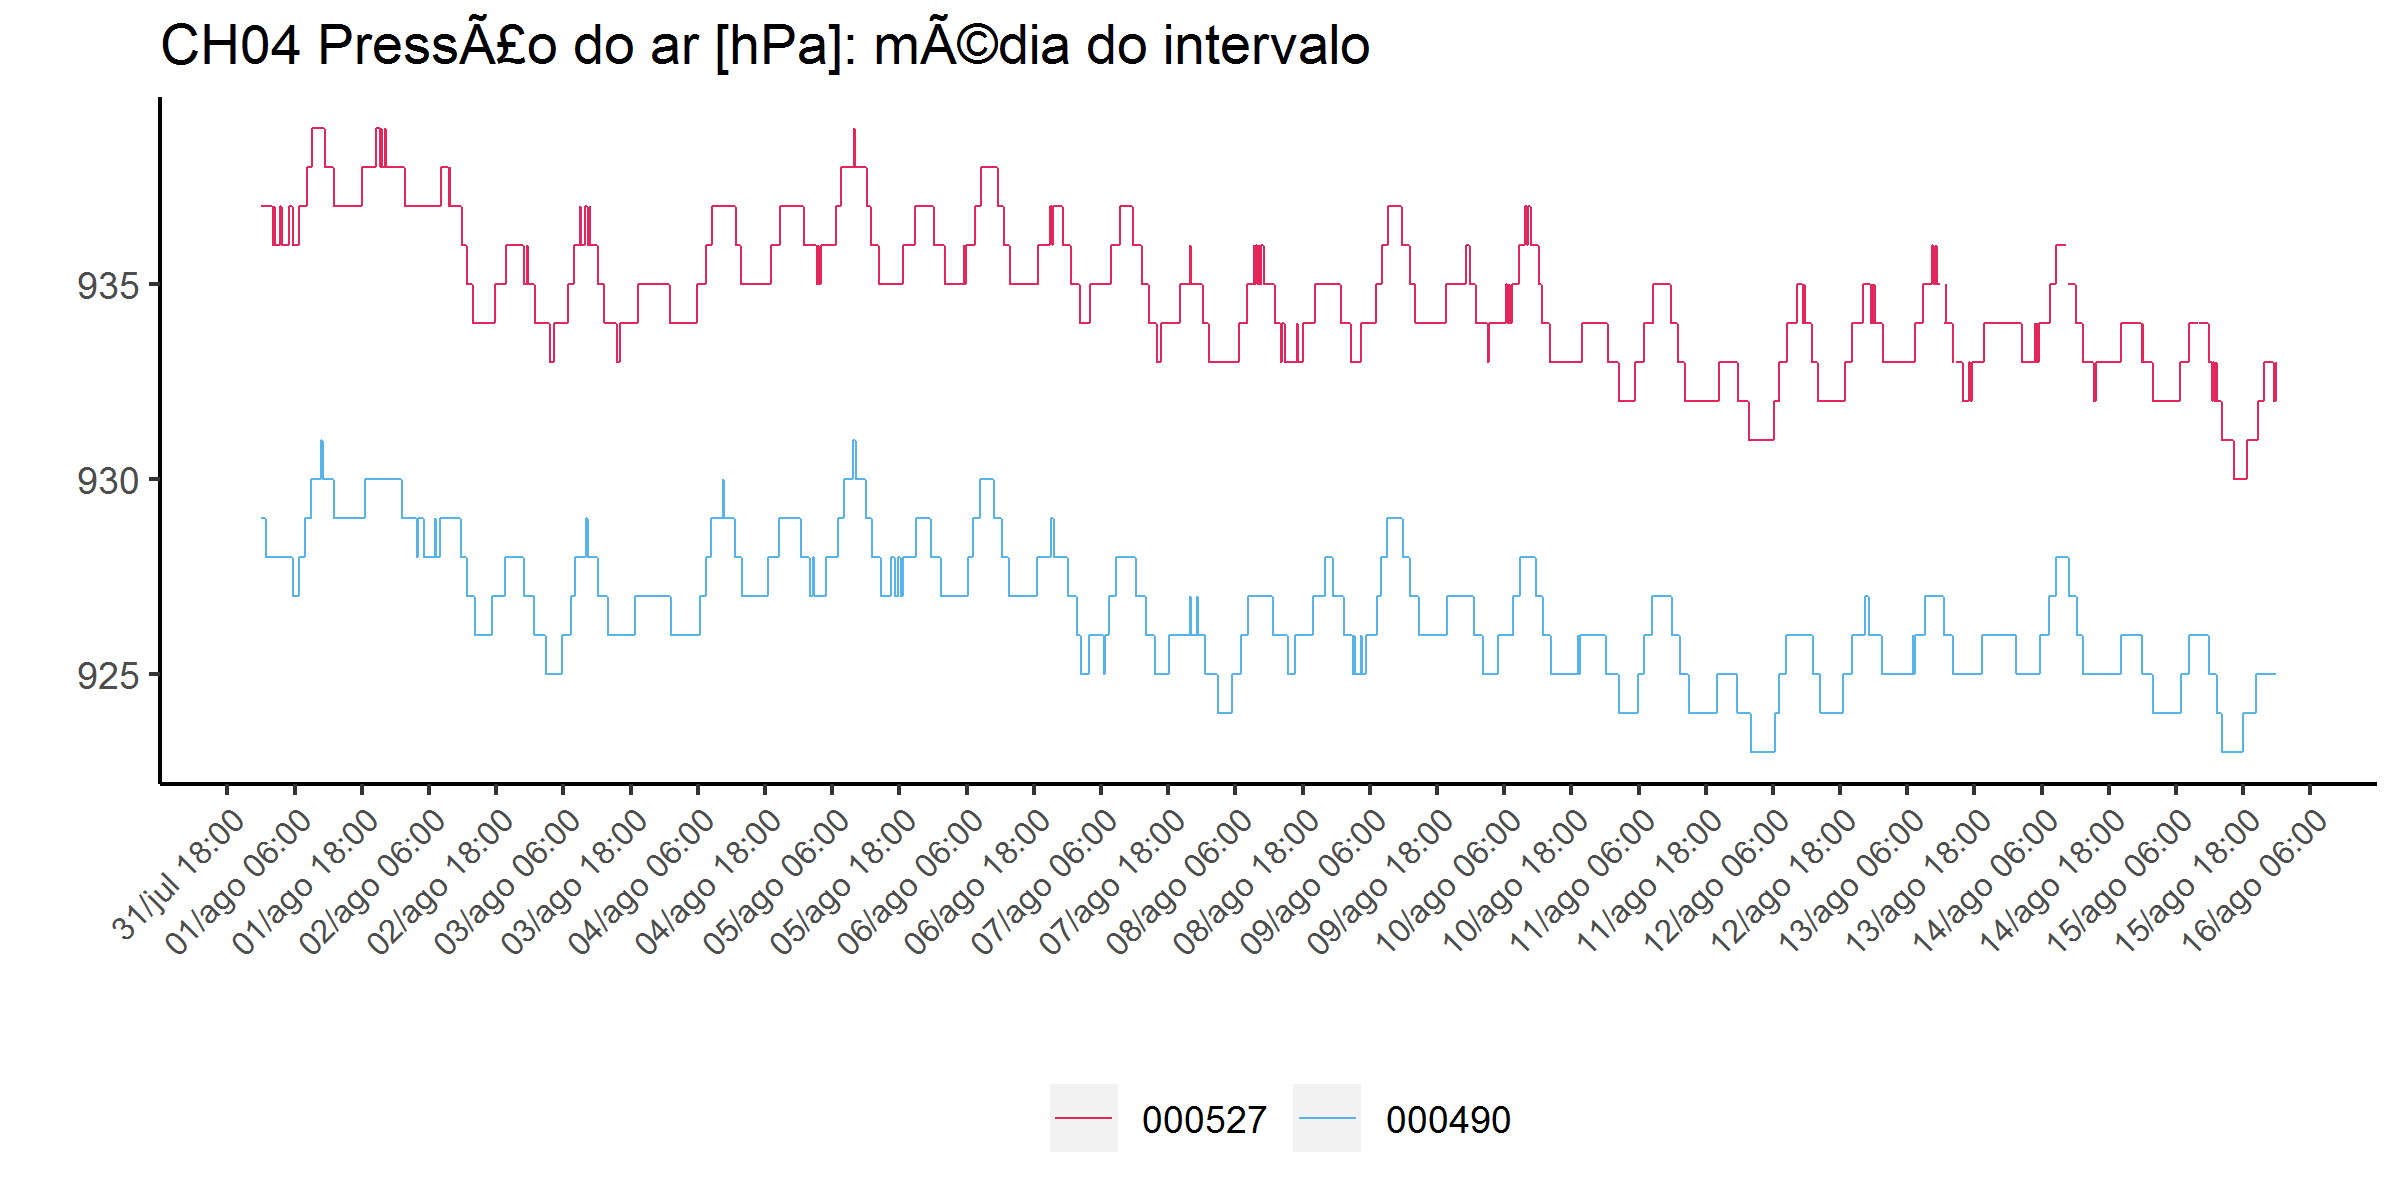 CH04 PressÃ£o do ar [hPa]: mÃ©dia do intervalo
935
930
925
31/jul 18:00
01/ago 06:00
01/ago 18:00
02/ago 06:00
02/ago 18:00
03/ago 06:00
03/ago 18:00
04/ago 06:00
04/ago 18:00
05/ago 06:00
05/ago 18:00
06/ago 06:00
06/ago 18:00
07/ago 06:00
07/ago 18:00
08/ago 06:00
08/ago 18:00
09/ago 06:00
09/ago 18:00
10/ago 06:00
10/ago 18:00
11/ago 06:00
11/ago 18:00
12/ago 06:00
12/ago 18:00
13/ago 06:00
13/ago 18:00
14/ago 06:00
14/ago 18:00
15/ago 06:00
15/ago 18:00
16/ago 06:00
000527 000490